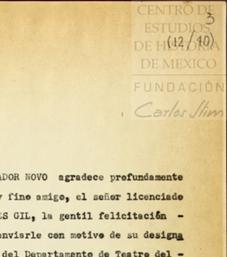 CENTRO DE
3
ESTUDIOS
(12/10)
DE HISTORIA
DE MEXICO
FUNDACIÓN
Carlos Slim
ADOR NOVO agradece profundamente
y fino amigo, el señor licenciado
ES GIL, la gentil felicitación -
enviarle con motivo de su designa
del Departamento de Teatro del -